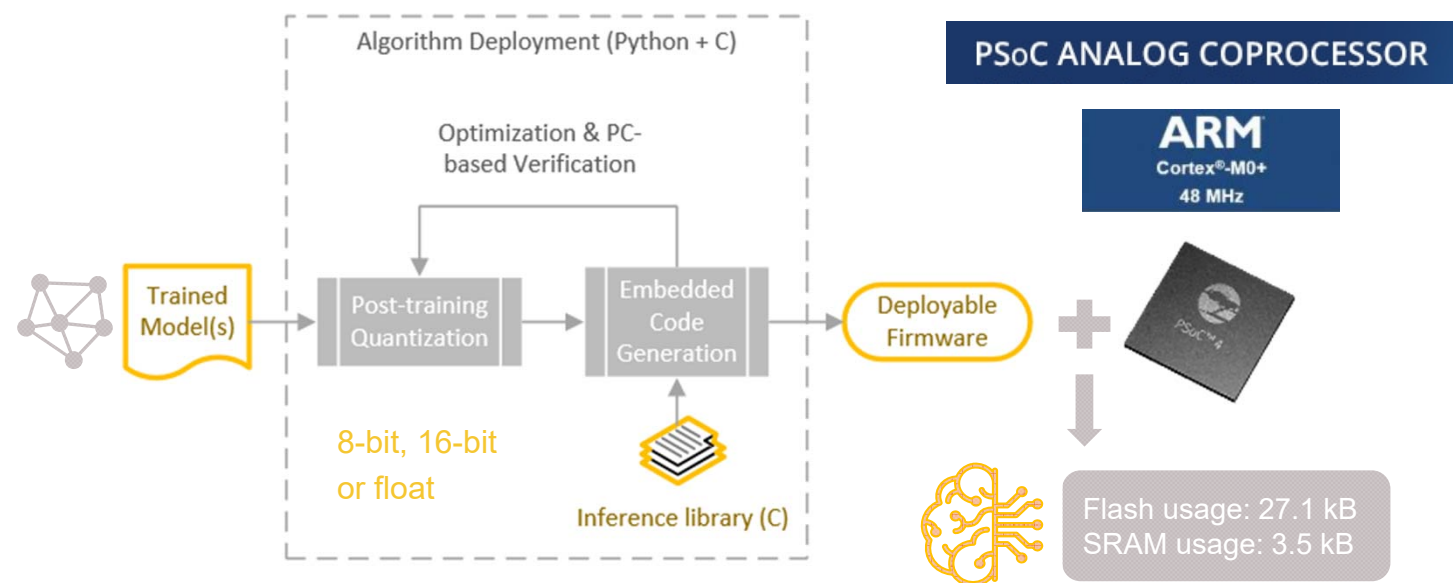 Algorithm Deployment (Python + C)
PSoC ANALOG COPROCESSOR
Optimization & PC-
based Verification
ARM
Cortex®-M0+
48 MHz
Trained
Model(s)
Post-training
Quantization
Embedded
Code
Generation
Deployable
Firmware
PSoC™ 4
8-bit, 16-bit
or float
Inference library (C)
Flash usage: 27.1 kB
SRAM usage: 3.5 kB